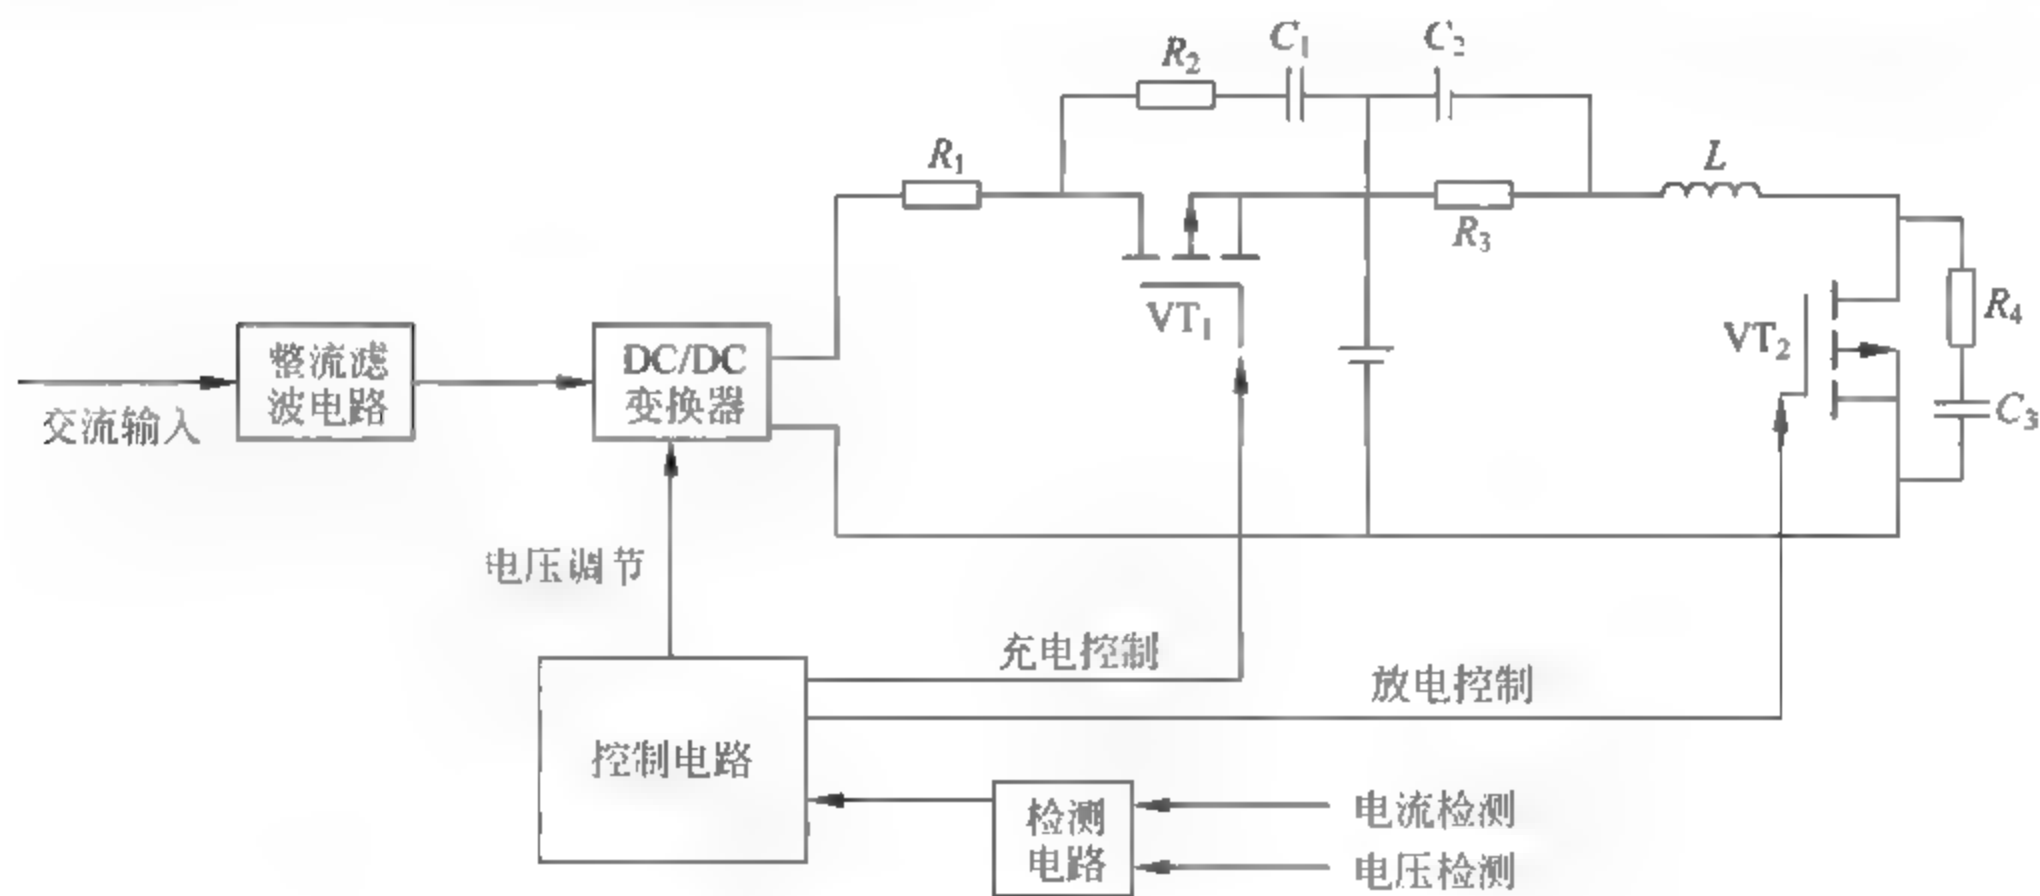 C₁
C₂
R₂
R₁
L
R₃
VT₁
R₄
VT₂
C₃
整流滤
波电路
DC/DC
变换器
交流输入
电压调节
充电控制
放电控制
控制电路
检测
电路
电流检测
电压检测